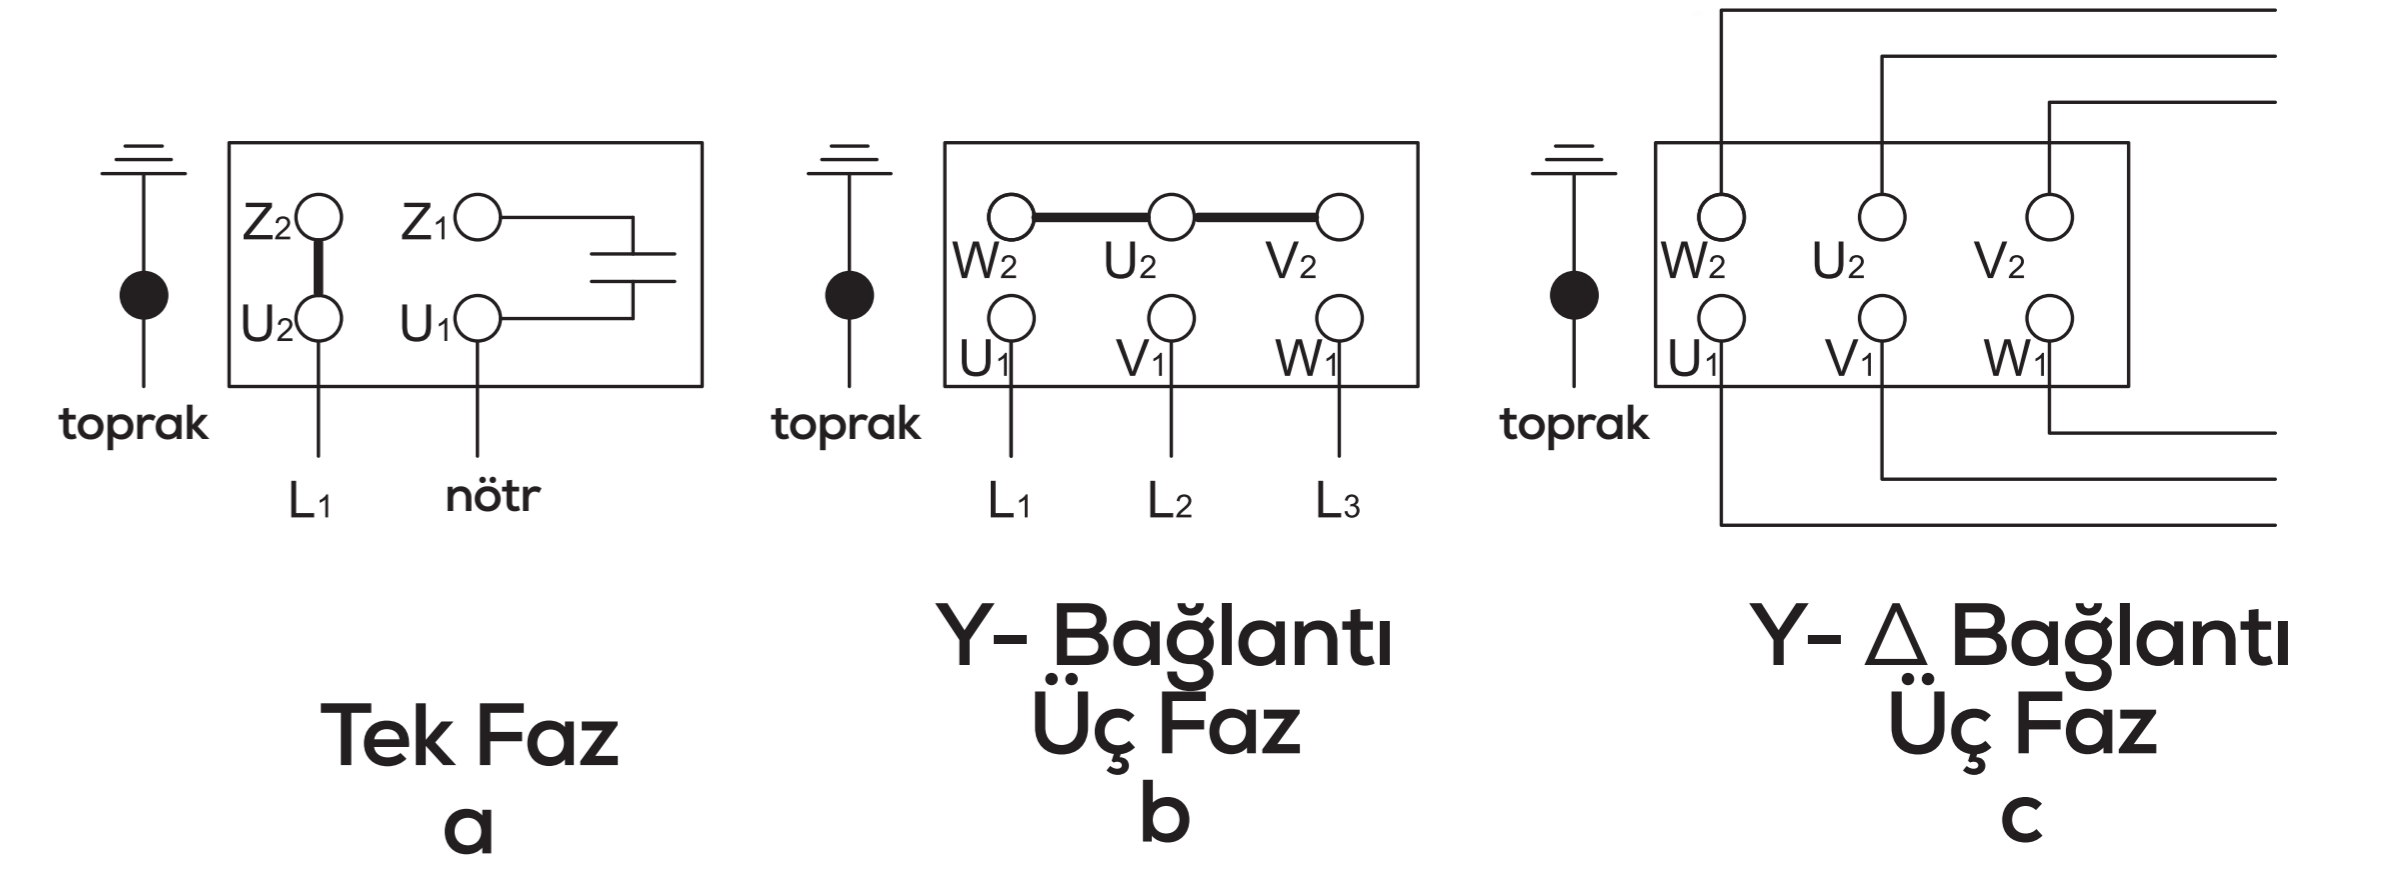 Z2 Z1
U2 U1
toprak
L1 nötr
Tek Faz
a
W2 U2 V2
U1 V1 W1
toprak
L1 L2 L3
Y- Bağlantı
Üç Faz
b
W2 U2 V2
U1 V1 W1
toprak
Y- Δ Bağlantı
Üç Faz
c